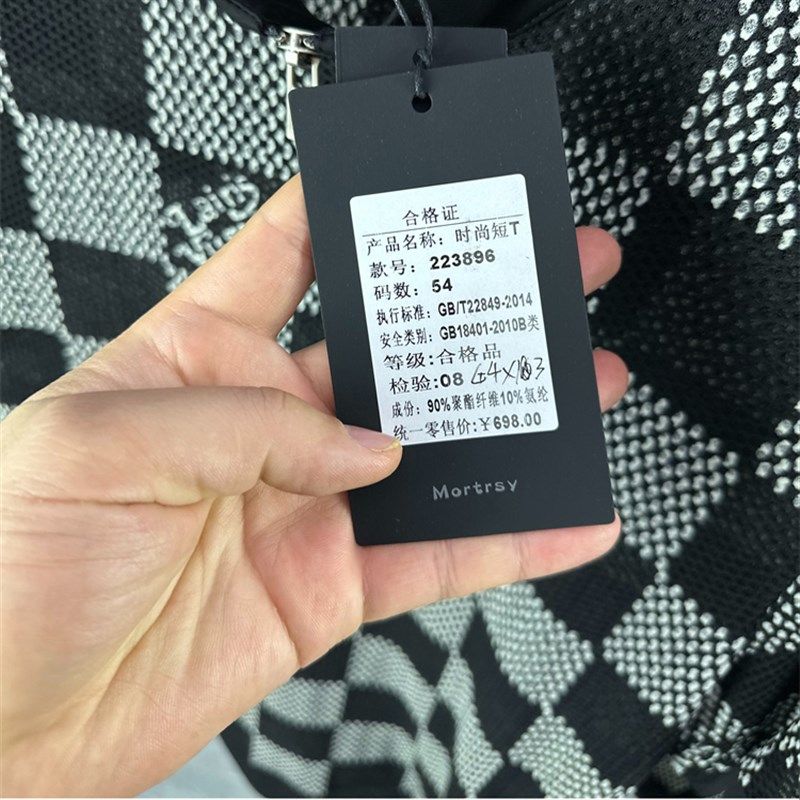 合格证
产品名称：时尚短T
款号：223896
码数：54
执行标准：GB/T22849-2014
安全类别：GB18401-2010B类
等级:合格品
检验:08
成份：90%聚酯纤维10%氨纶
统一零售价:¥698.00
Mortrsy